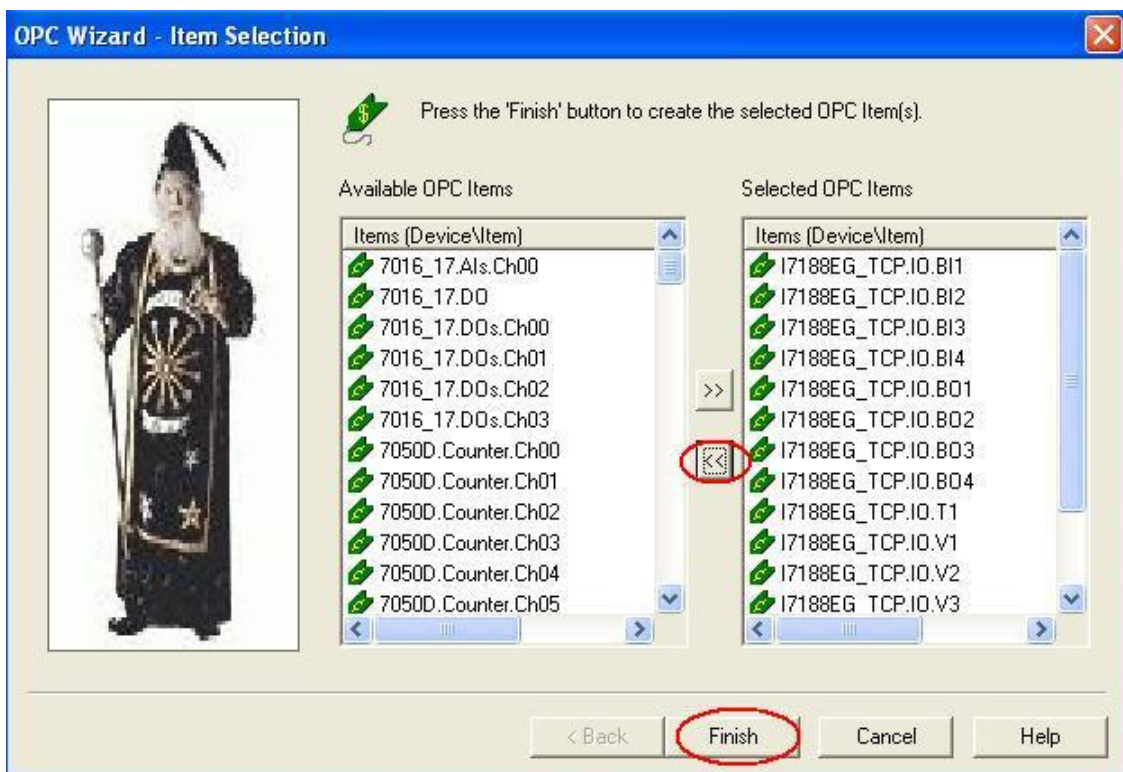 OPC Wizard - Item Selection
Press the 'Finish' button to create the selected OPC Item(s).
Available OPC Items
Items (Device\Item)
7016_17.AIs.Ch00
7016_17.DO
7016_17.DOs.Ch00
7016_17.DOs.Ch01
7016_17.DOs.Ch02
7016_17.DOs.Ch03
7050D.Counter.Ch00
7050D.Counter.Ch01
7050D.Counter.Ch02
7050D.Counter.Ch03
7050D.Counter.Ch04
7050D.Counter.Ch05
>>
<<
Selected OPC Items
Items (Device\Item)
I7188EG_TCP.IO.BI1
I7188EG_TCP.IO.BI2
I7188EG_TCP.IO.BI3
I7188EG_TCP.IO.BI4
I7188EG_TCP.IO.BO1
I7188EG_TCP.IO.BO2
I7188EG_TCP.IO.BO3
I7188EG_TCP.IO.BO4
I7188EG_TCP.IO.T1
I7188EG_TCP.IO.V1
I7188EG_TCP.IO.V2
I7188EG_TCP.IO.V3
< Back
Finish
Cancel
Help